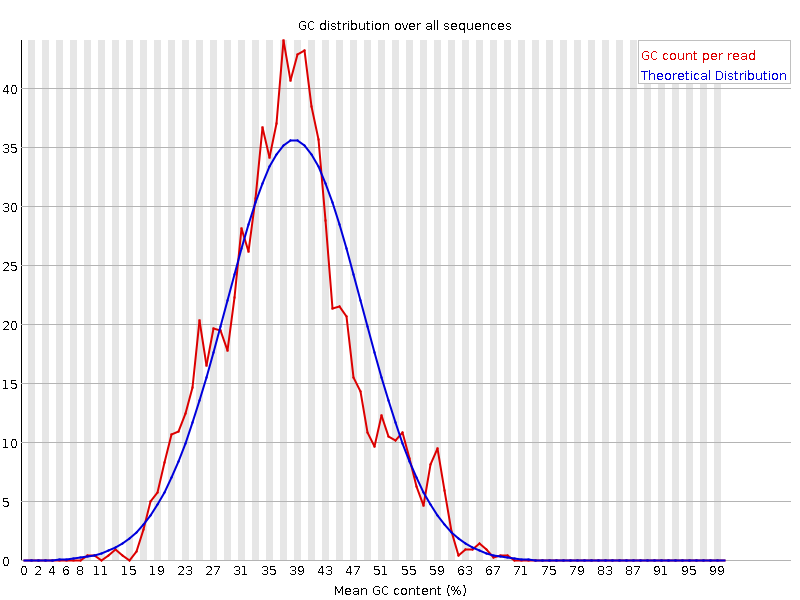 GC distribution over all sequences
GC count per read
Theoretical Distribution
40
35
30
25
20
15
10
5
0
0 2 4 6 8 11 15 19 23 27 31 35 39 43 47 51 55 59 63 67 71 75 79 83 87 91 95 99
Mean GC content (%)